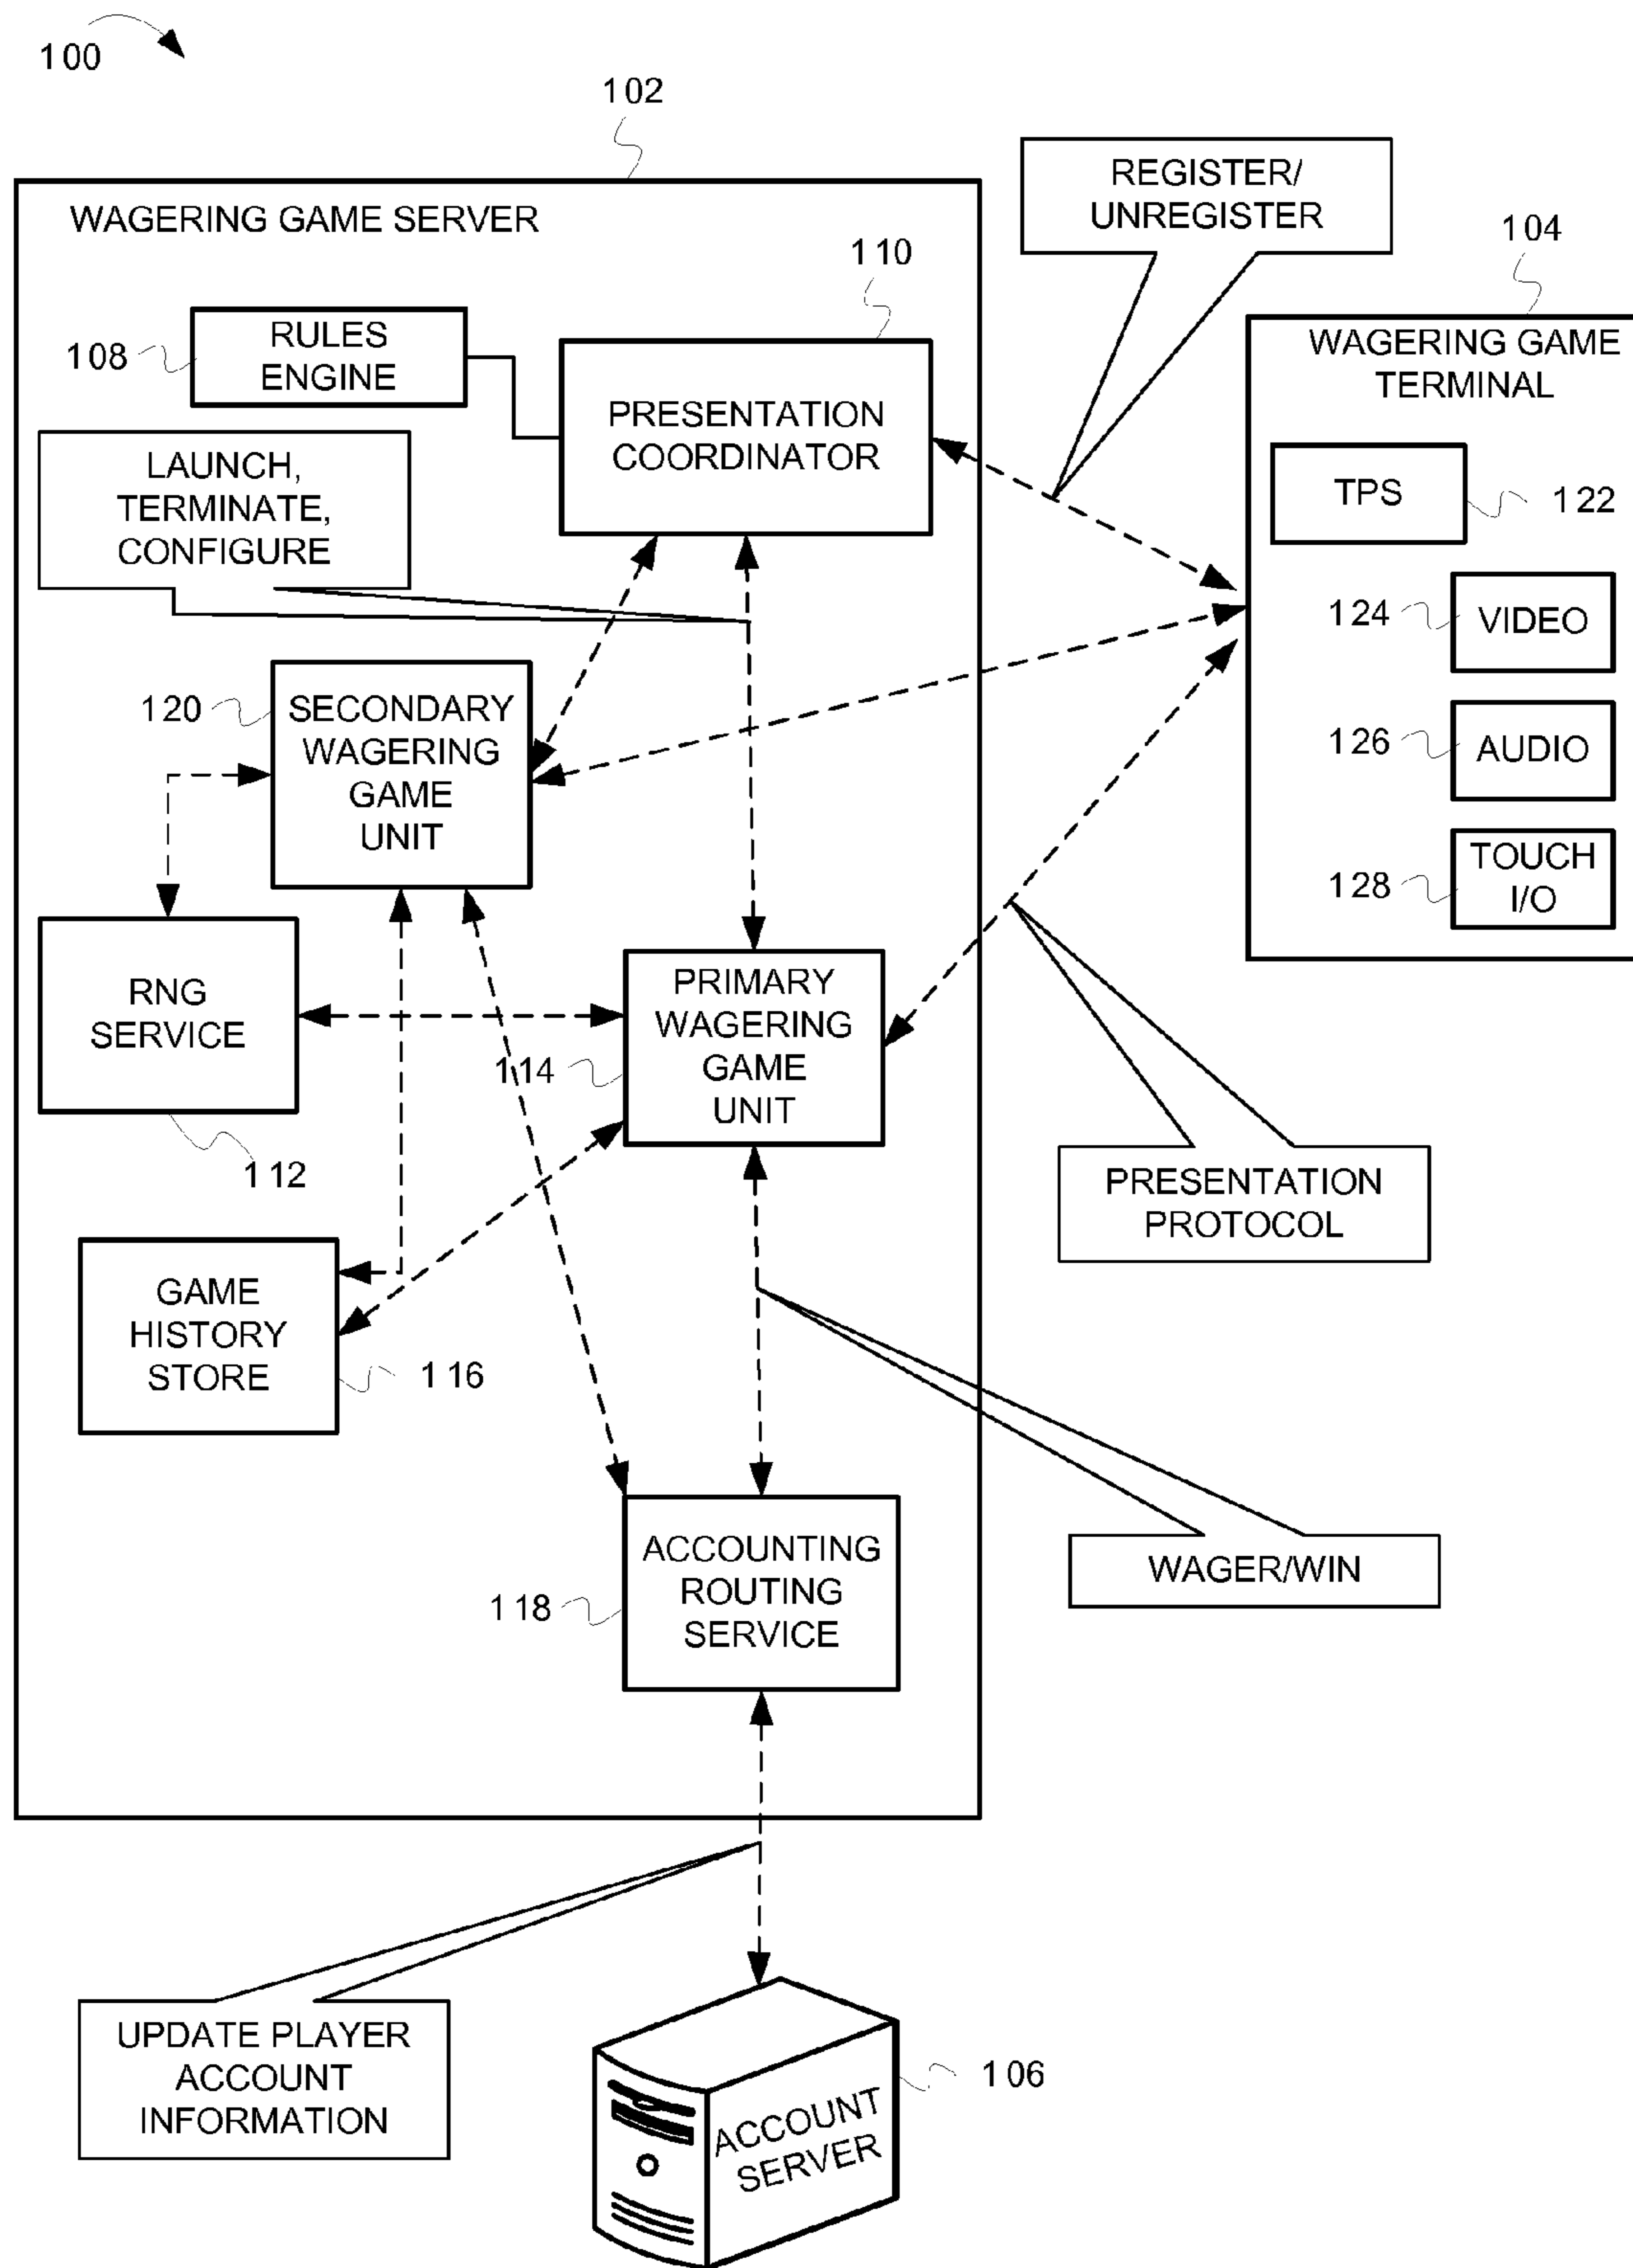 100
102
WAGERING GAME SERVER
REGISTER/
UNREGISTER
104
110
WAGERING GAME
TERMINAL
108
RULES
ENGINE
PRESENTATION
COORDINATOR
LAUNCH,
TERMINATE,
CONFIGURE
TPS
122
124
VIDEO
120
SECONDARY
WAGERING
GAME
UNIT
126
AUDIO
128
TOUCH
I/O
RNG
SERVICE
112
PRIMARY
WAGERING
GAME
UNIT
114
PRESENTATION
PROTOCOL
GAME
HISTORY
STORE
116
ACCOUNTING
ROUTING
SERVICE
118
WAGER/WIN
UPDATE PLAYER
ACCOUNT
INFORMATION
ACCOUNT
SERVER
106